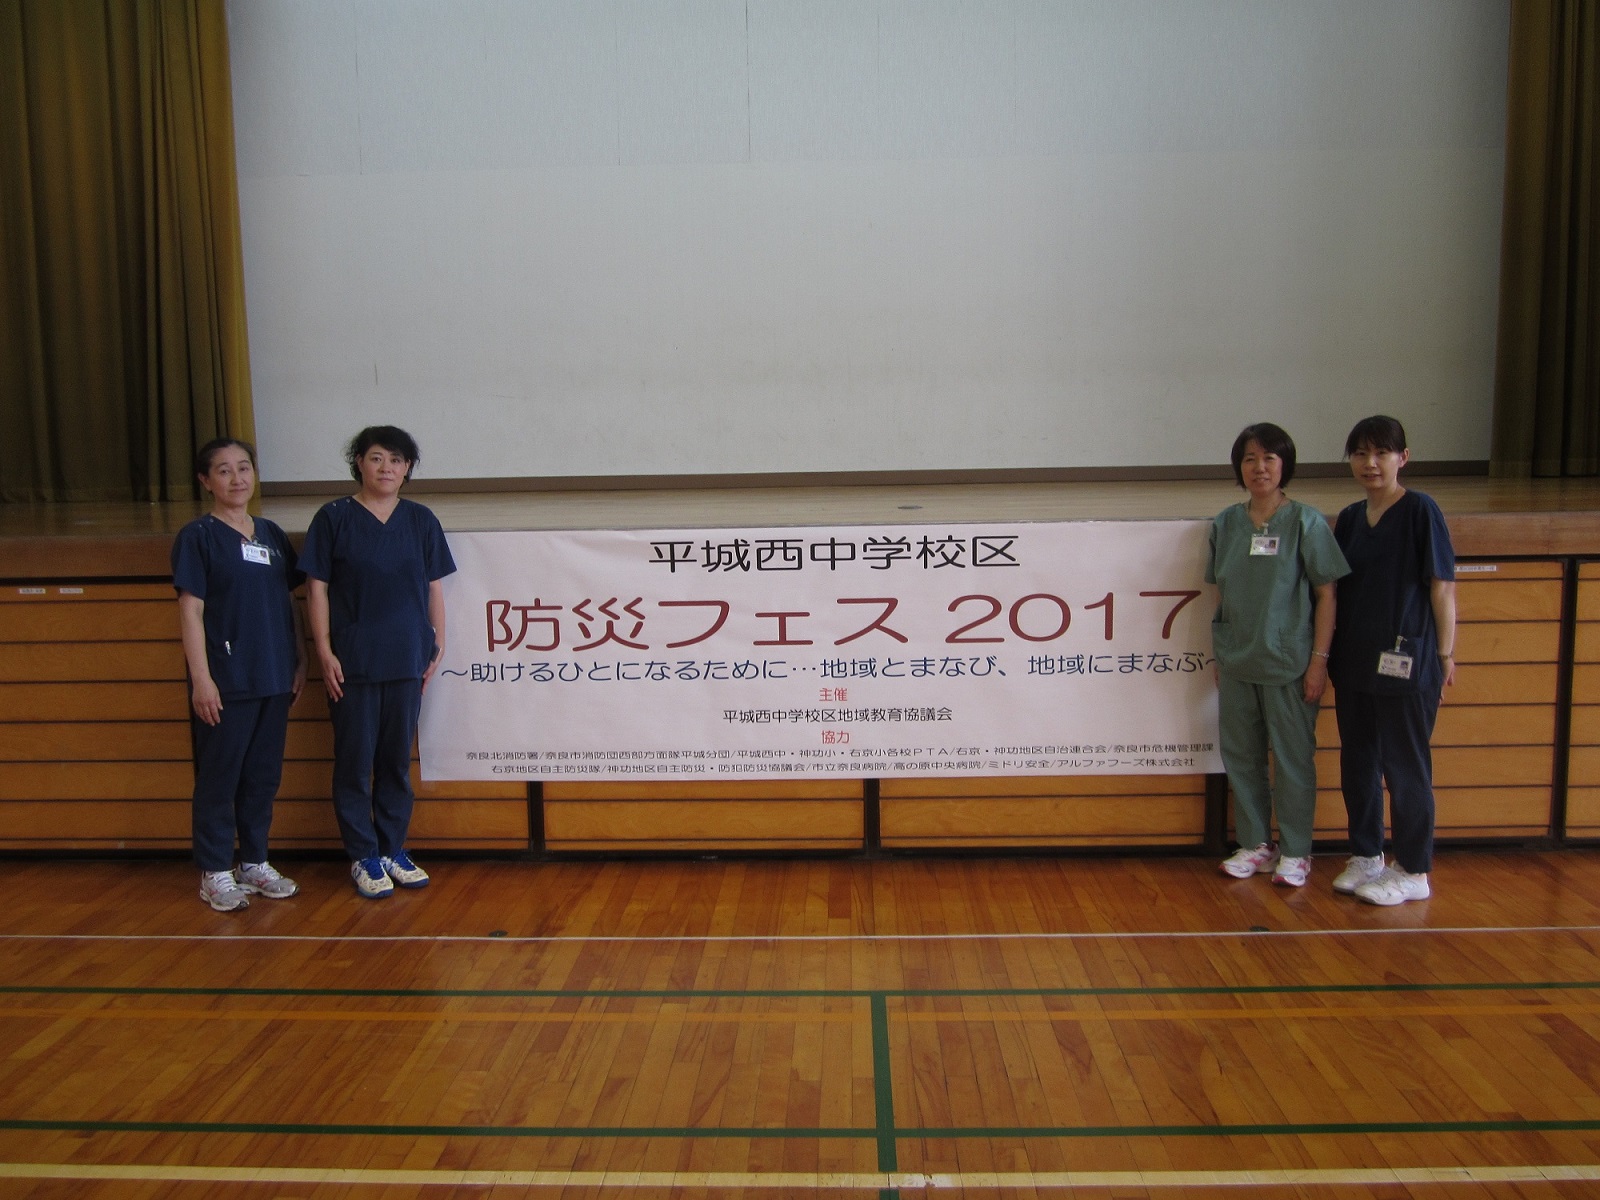 平城西中学校区
防災フェス 2017
～助けるひとになるために…地域とまなび、地域にまなぶ～
主催
平城西中学校区地域教育協議会
協力
奈良北消防署/奈良市消防団西部方面隊平城分団/平城西中・神功小・右京小各校PTA/右京・神功地区自治連合会/奈良市危機管理課
右京地区自主防災隊/神功地区自主防災・防犯防災協議会/市立奈良病院/高の原中央病院/ミドリ安全/アルファフーズ株式会社